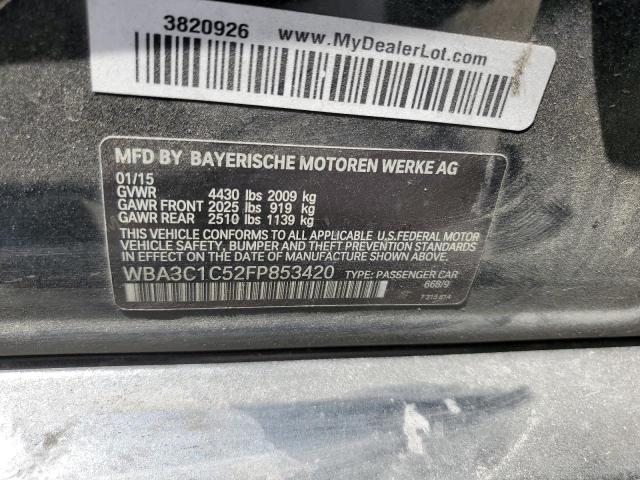 3820926 www.MyDealerLot.com
MFD BY BAYERISCHE MOTOREN WERKE AG
01/15
GVWR 4430 lbs 2009 kg
GAWR FRONT 2025 lbs 919 kg
GAWR REAR 2510 lbs 1139 kg
THIS VEHICLE CONFORMS TO ALL APPLICABLE U.S.FEDERAL MOTOR
VEHICLE SAFETY, BUMPER AND THEFT PREVENTION STANDARDS
IN EFFECT ON THE DATE OF MANUFACTURE SHOWN ABOVE.
WBA3C1C52FP853420 TYPE: PASSENGER CAR
668/9
7 315 614